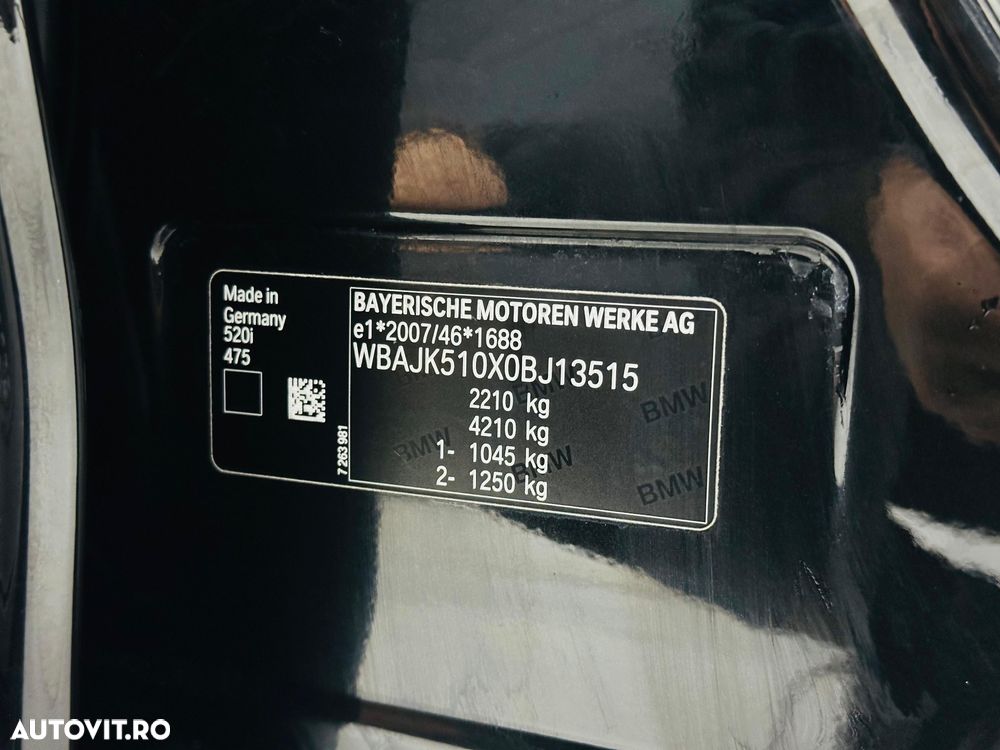 Made in
Germany
520i
475
7 263 981
BAYERISCHE MOTOREN WERKE AG
e1*2007/46*1688
WBAJK510X0BJ13515
2210 kg
4210 kg
1- 1045 kg
2- 1250 kg
BMW
BMW
BMW
BMW
AUTOVIT.RO